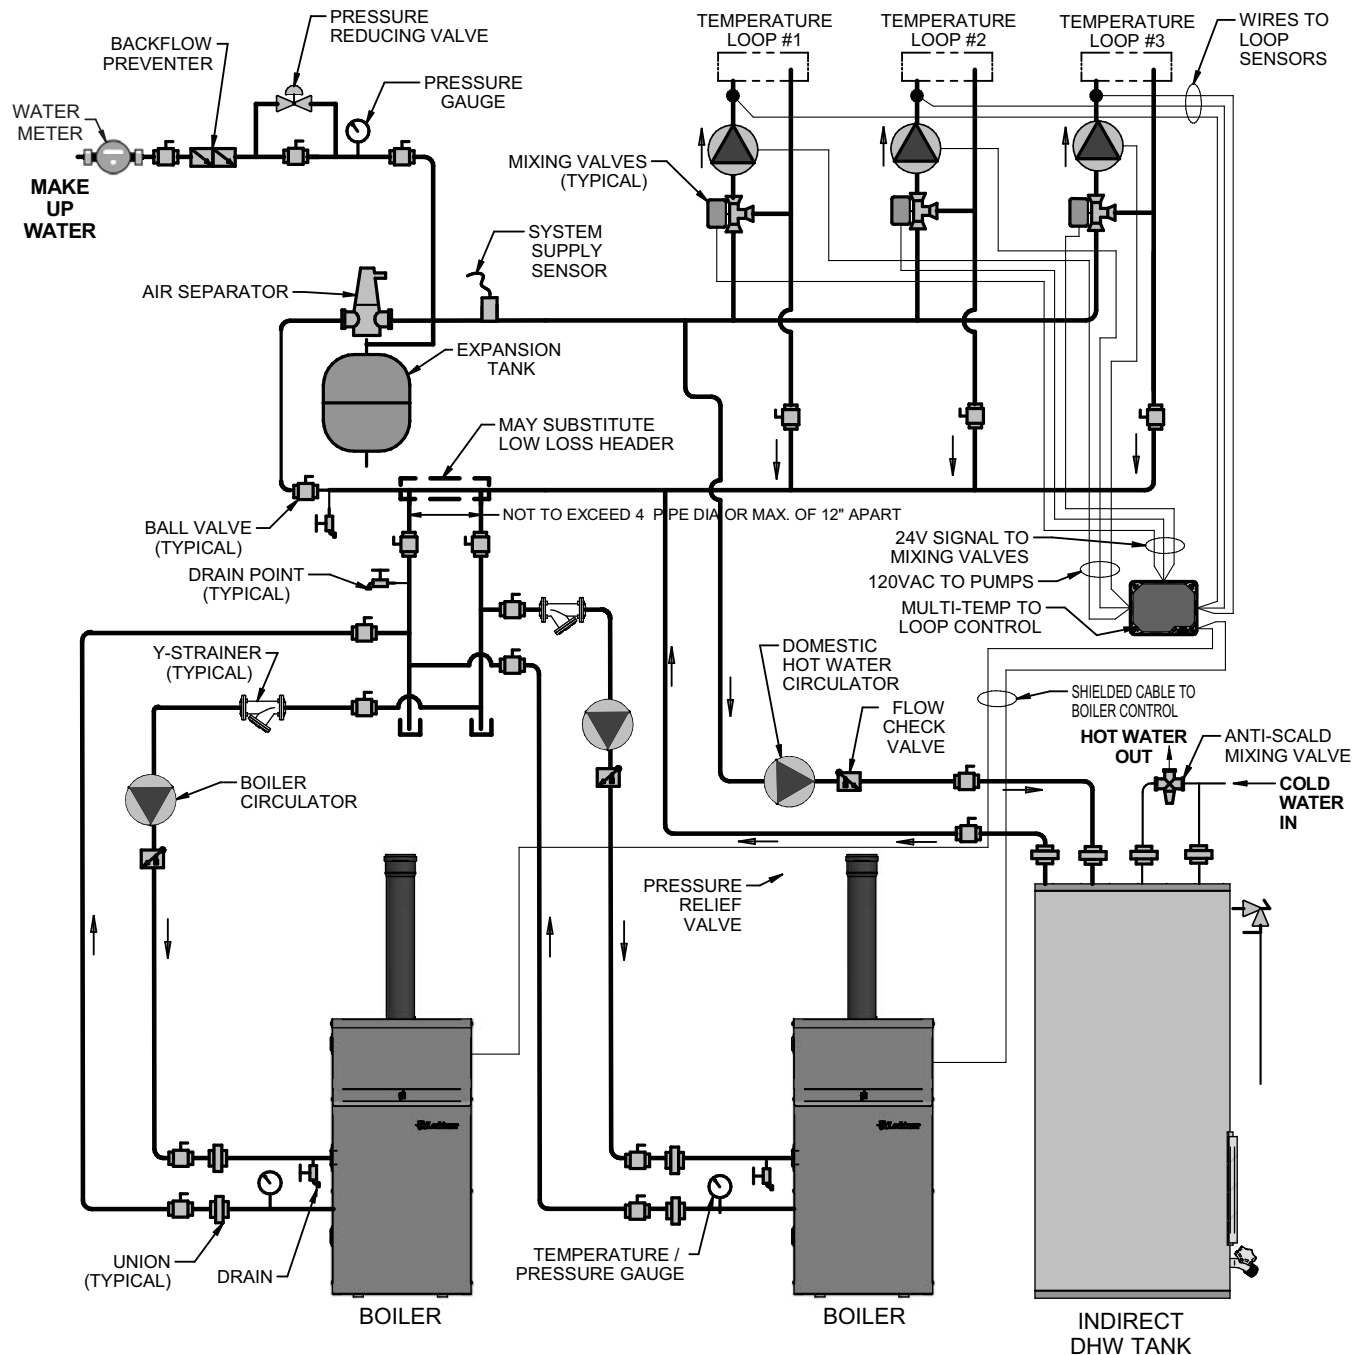 PRESSURE
REDUCING VALVE
BACKFLOW
PREVENTER
PRESSURE
GAUGE
WATER
METER
MAKE
UP
WATER
TEMPERATURE
LOOP #1
TEMPERATURE
LOOP #2
TEMPERATURE
LOOP #3
WIRES TO
LOOP
SENSORS
MIXING VALVES
(TYPICAL)
SYSTEM
SUPPLY
SENSOR
AIR SEPARATOR
EXPANSION
TANK
MAY SUBSTITUTE
LOW LOSS HEADER
NOT TO EXCEED 4 PIPE DIA OR MAX. OF 12" APART
BALL VALVE
(TYPICAL)
DRAIN POINT
(TYPICAL)
24V SIGNAL TO
MIXING VALVES
120VAC TO PUMPS
MULTI-TEMP TO
LOOP CONTROL
Y-STRAINER
(TYPICAL)
DOMESTIC
HOT WATER
CIRCULATOR
FLOW
CHECK
VALVE
SHIELDED CABLE TO
BOILER CONTROL
HOT WATER
OUT
ANTI-SCALD
MIXING VALVE
COLD
WATER
IN
BOILER
CIRCULATOR
PRESSURE
RELIEF
VALVE
UNION
(TYPICAL)
DRAIN
TEMPERATURE /
PRESSURE GAUGE
BOILER
BOILER
INDIRECT
DHW TANK